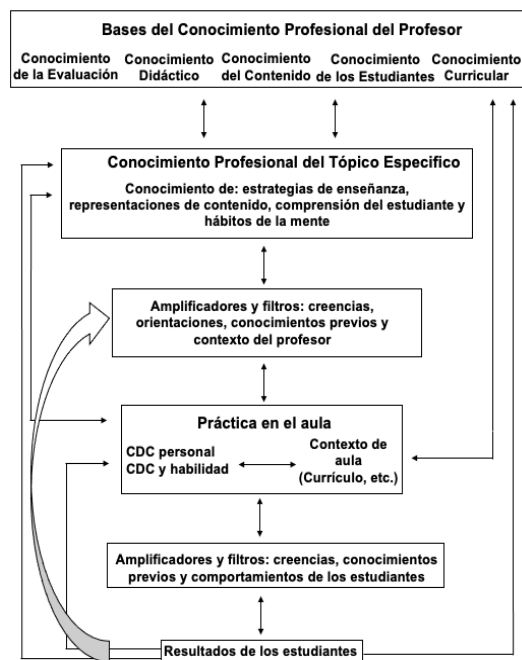 Bases del Conocimiento Profesional del Profesor
Conocimiento de la Evaluación
Conocimiento Didáctico
Conocimiento del Contenido
Conocimiento de los Estudiantes
Conocimiento Curricular
Conocimiento Profesional del Tópico Especifico
Conocimiento de: estrategias de enseñanza,
representaciones de contenido, comprensión del estudiante y
hábitos de la mente
Amplificadores y filtros: creencias,
orientaciones, conocimientos previos y
contexto del profesor
Práctica en el aula
CDC personal
CDC y habilidad
Contexto de
aula
(Currículo, etc.)
Amplificadores y filtros: creencias, conocimientos
previos y comportamientos de los estudiantes
Resultados de los estudiantes